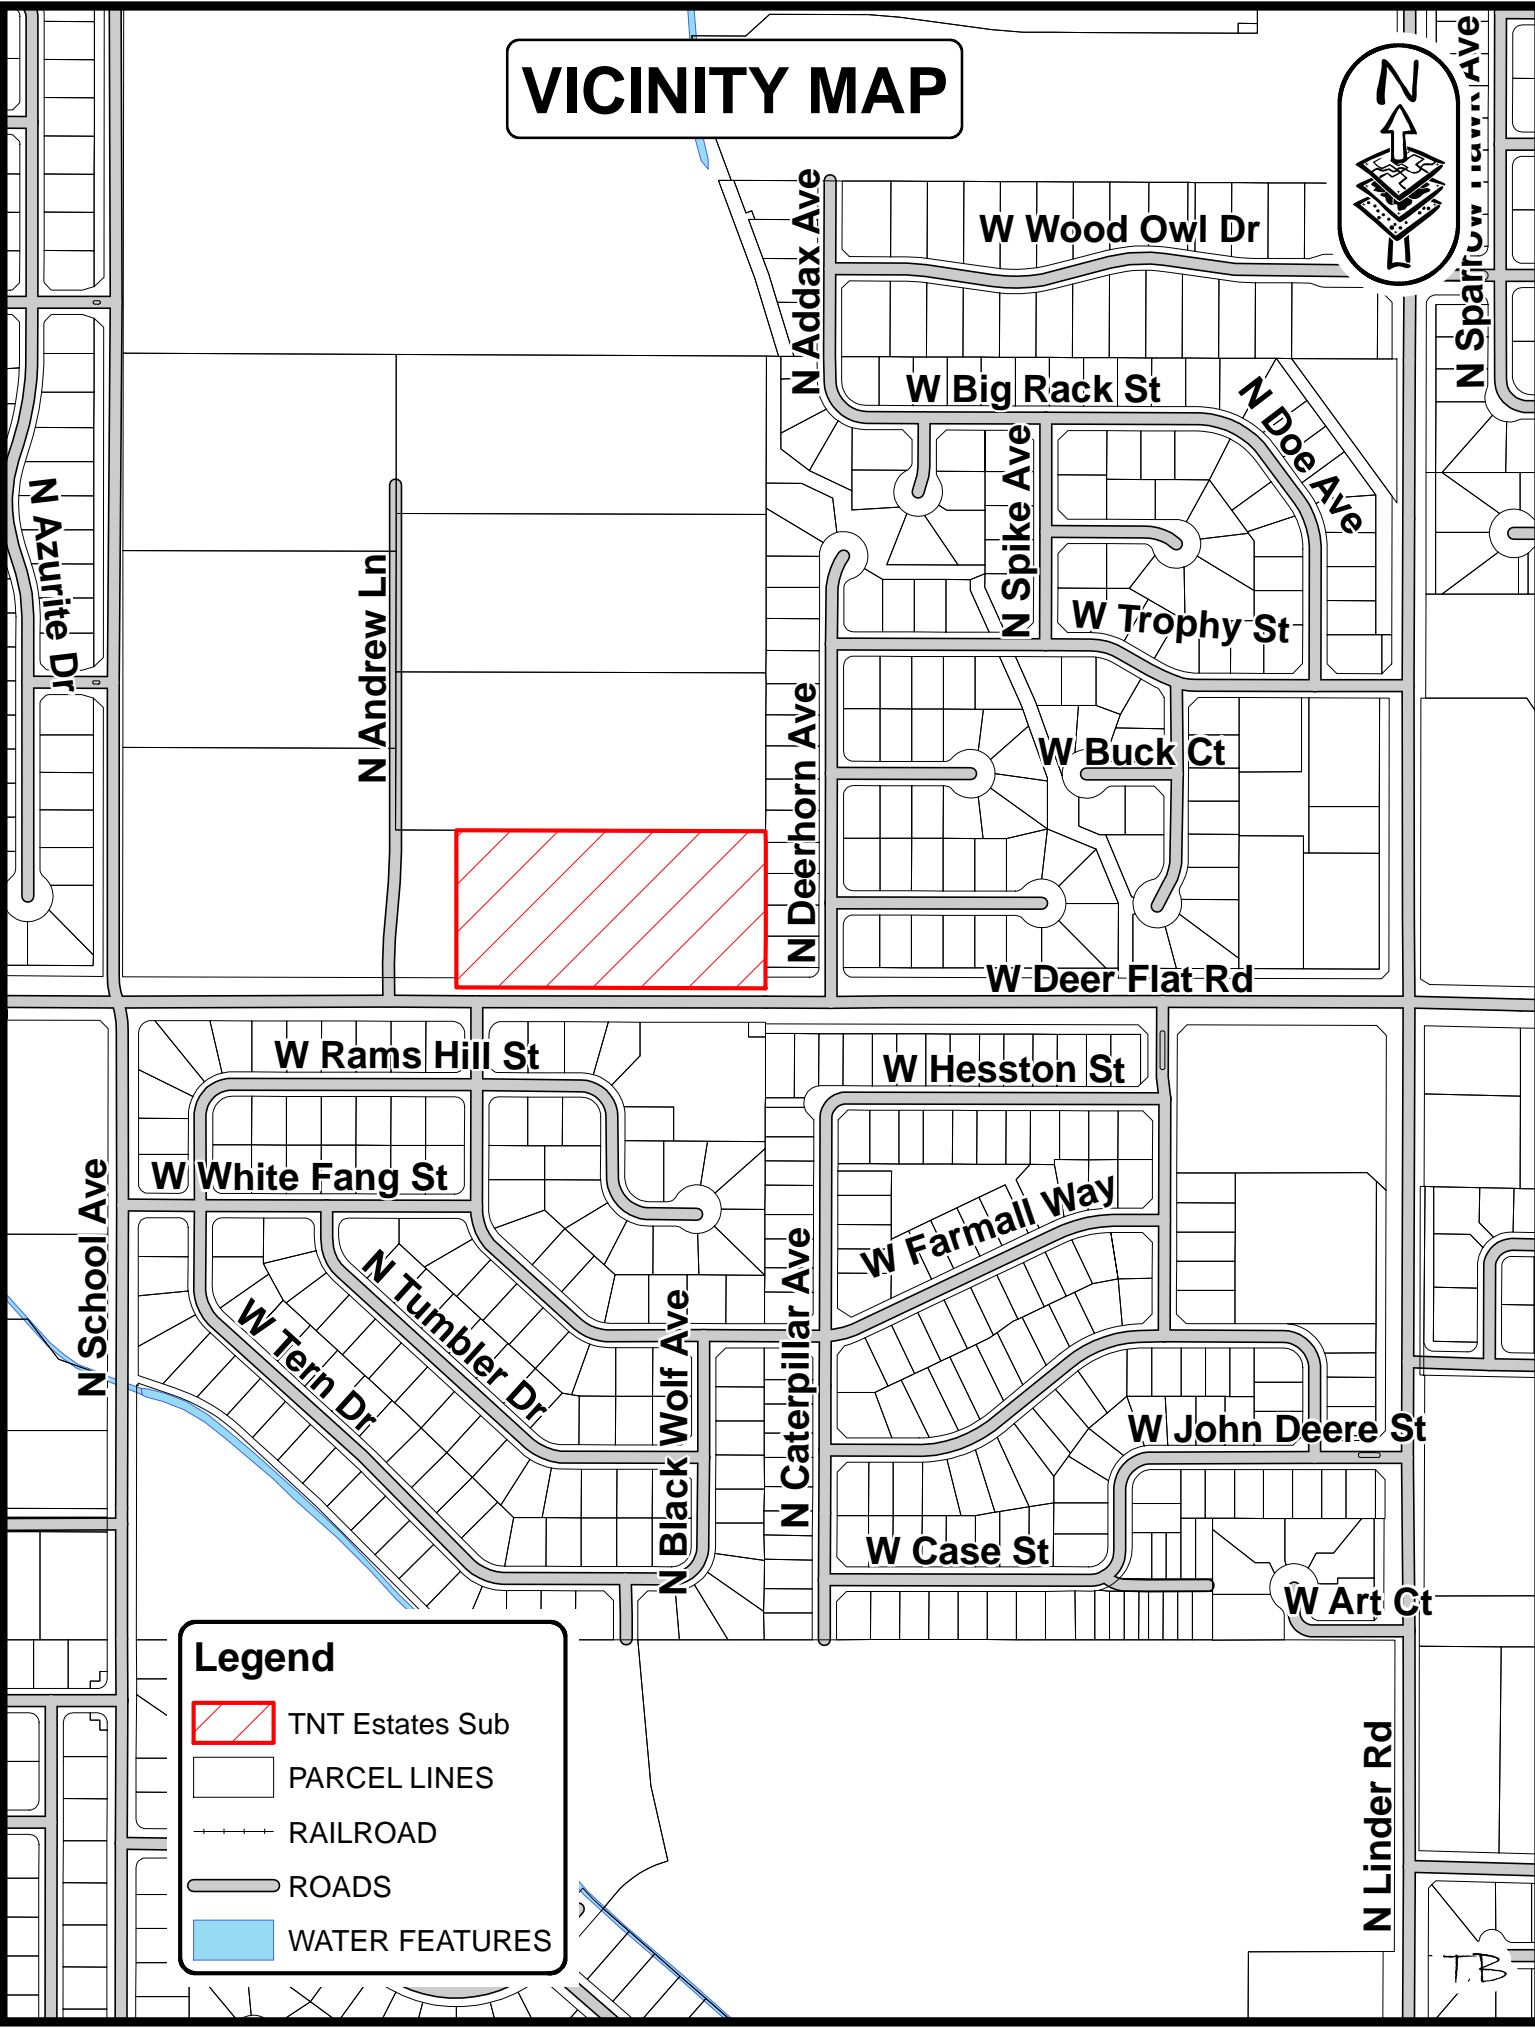 VICINITY MAP
N
N Sparrow Hawk Ave
N Addax Ave
W Wood Owl Dr
W Big Rack St
N Doe Ave
N Spike Ave
N Azurite Dr
N Andrew Ln
W Trophy St
N Deerhorn Ave
W Buck Ct
W Deer Flat Rd
W Rams Hill St
W Hesston St
W White Fang St
N School Ave
W Farmall Way
N Tumbler Dr
W Tern Dr
N Black Wolf Ave
N Caterpillar Ave
W John Deere St
W Case St
W Art Ct
N Linder Rd
Legend
TNT Estates Sub
PARCEL LINES
RAILROAD
ROADS
WATER FEATURES
T.B